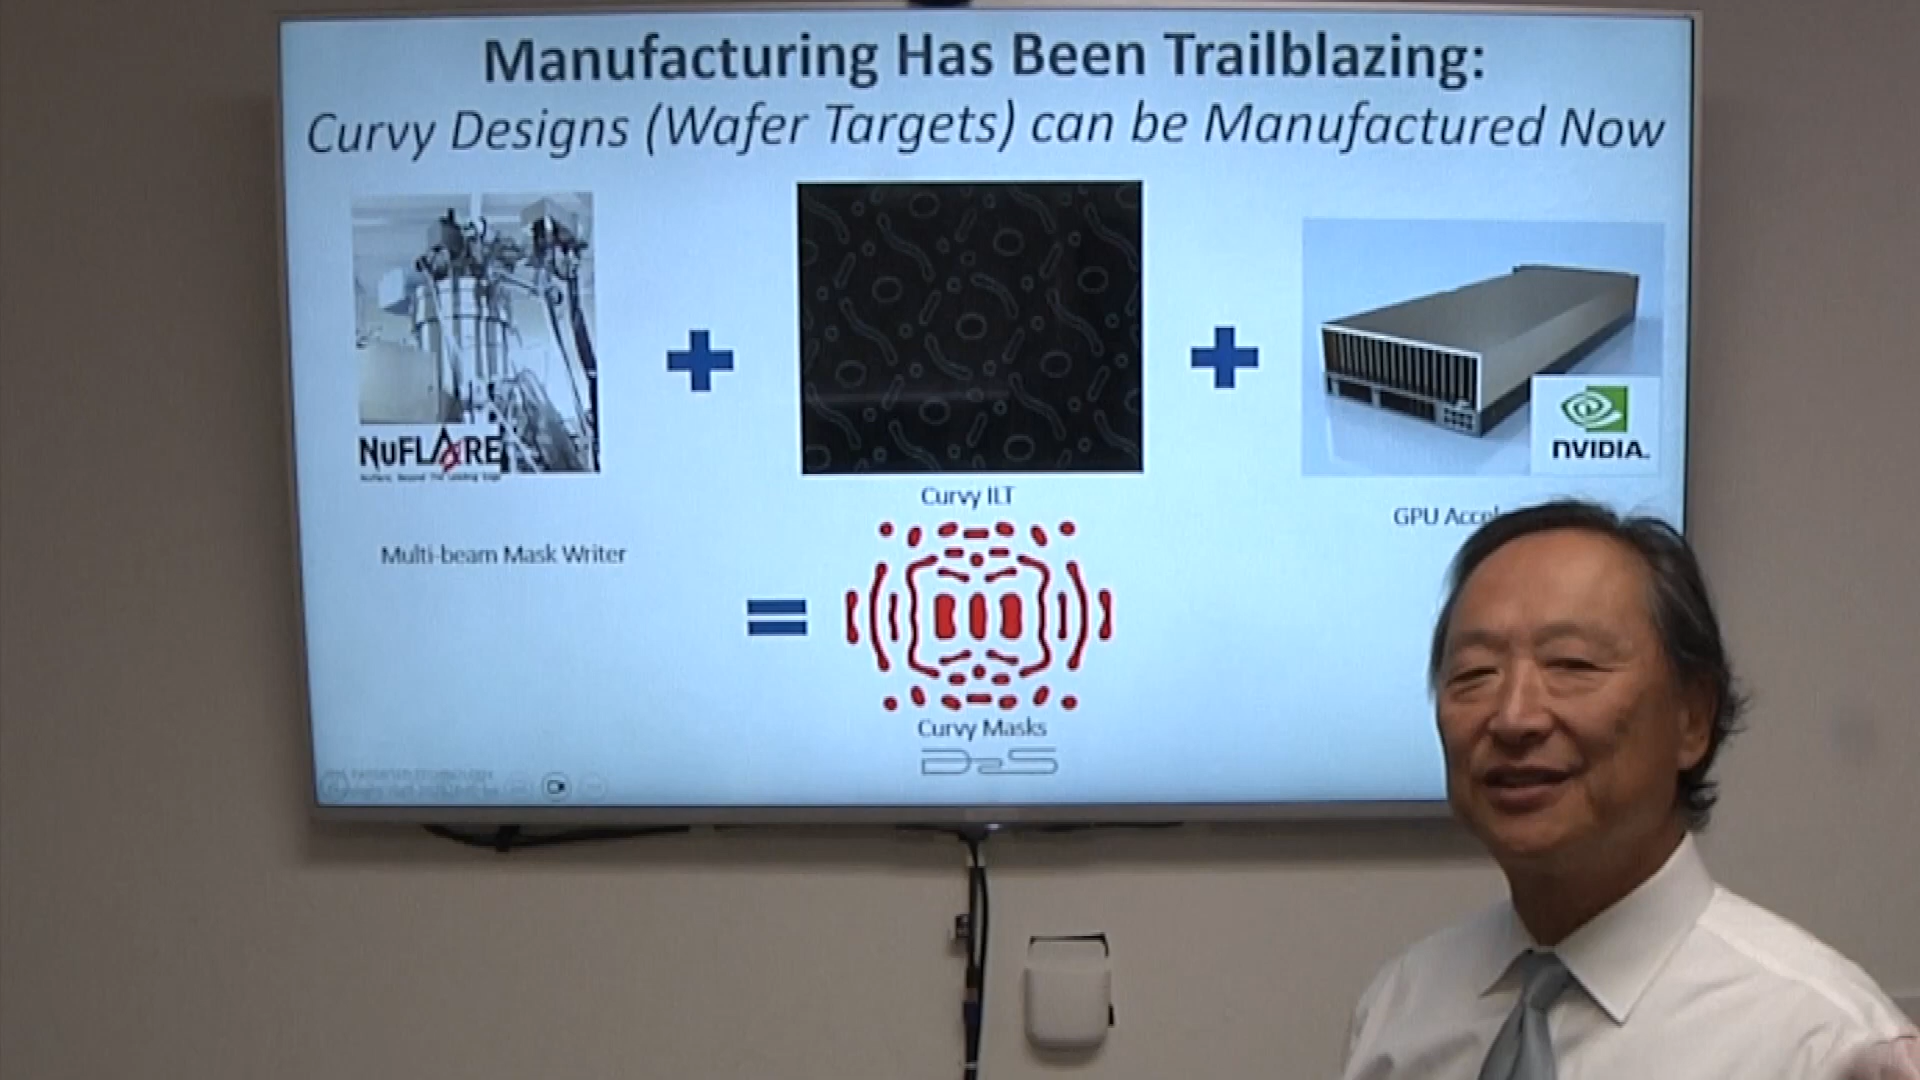 Manufacturing Has Been Trailblazing:
Curvy Designs (Wafer Targets) can be Manufactured Now
NUFLARE
NVIDIA.
Curvy ILT
GPU
Multi-beam Mask Writer
Curvy Masks
D2S